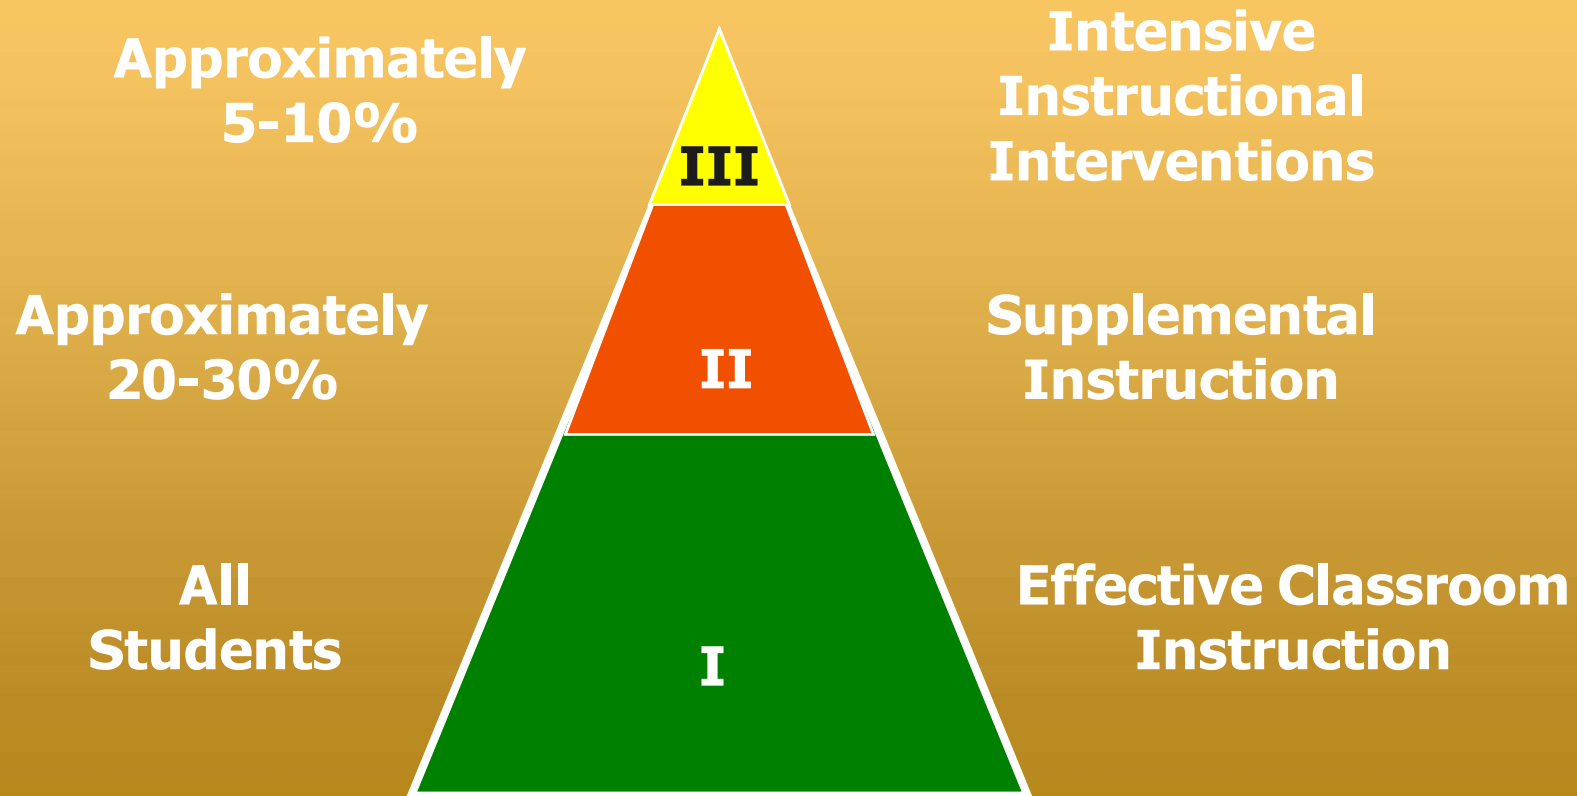 Approximately
5-10%
III
Intensive
Instructional
Interventions
Approximately
20-30%
II
Supplemental
Instruction
All
Students
I
Effective Classroom
Instruction